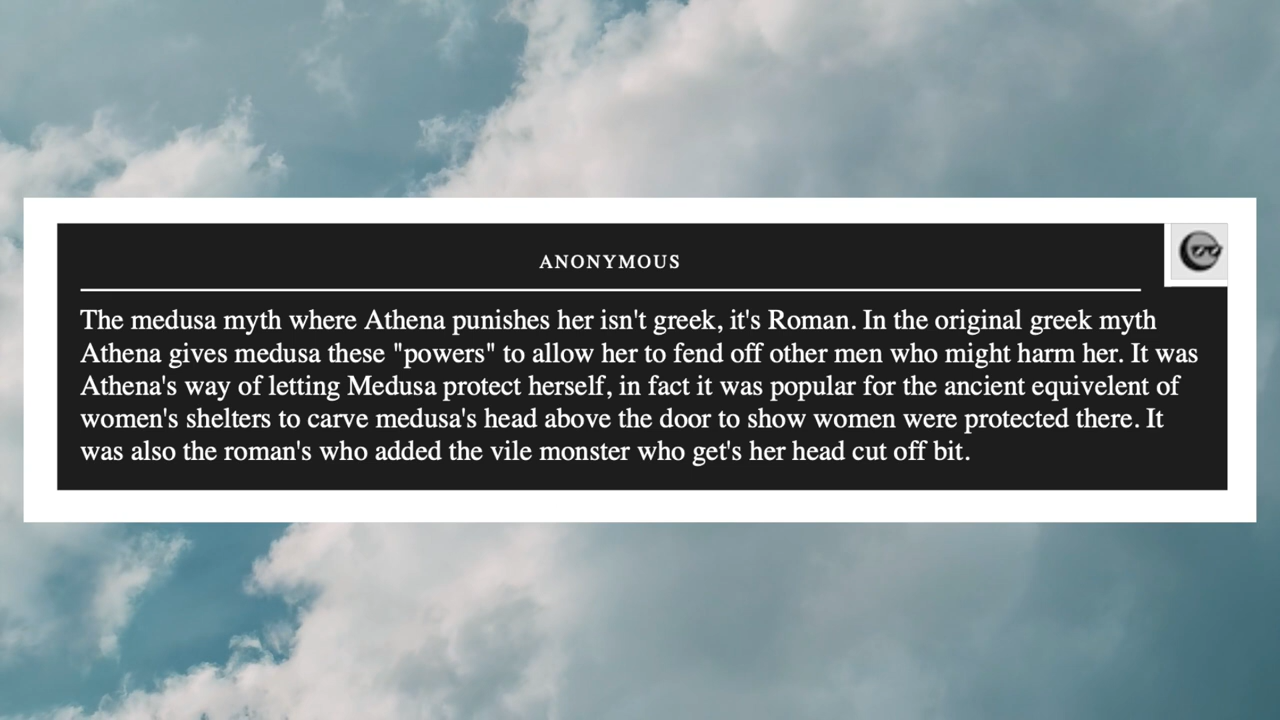 ANONYMOUS
The medusa myth where Athena punishes her isn't greek, it's Roman. In the original greek myth
Athena gives medusa these "powers" to allow her to fend off other men who might harm her. It was
Athena's way of letting Medusa protect herself, in fact it was popular for the ancient equivelent of
women's shelters to carve medusa's head above the door to show women were protected there. It
was also the roman's who added the vile monster who get's her head cut off bit.